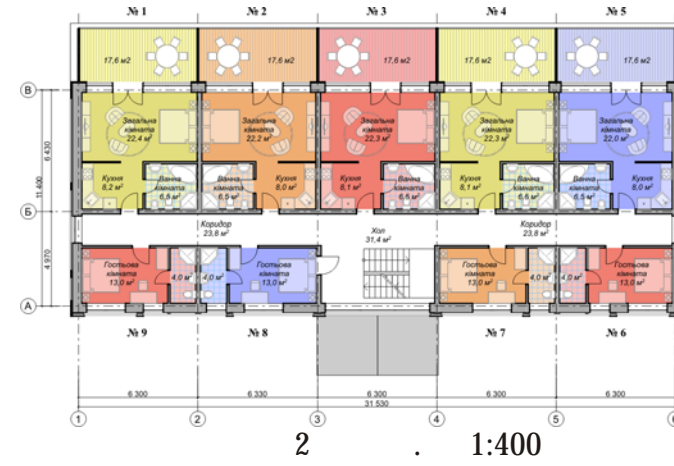 № 1 № 2 № 3 № 4 № 5
17,6 м2 17,6 м2 17,6 м2 17,6 м2 17,6 м2
В
Загальна кімната 22,4 м² Загальна кімната 22,2 м² Загальна кімната 22,3 м² Загальна кімната 22,3 м² Загальна кімната 22,0 м²
6 430
11 400
Кухня 8,2 м² Ванна кімната 6,5 м² Ванна кімната 6,5 м² Кухня 8,0 м² Кухня 8,1 м² Ванна кімната 6,5 м² Кухня 8,1 м² Ванна кімната 6,5 м² Ванна кімната 6,5 м² Кухня 8,0 м²
Б
Коридор 23,8 м² Хол 31,4 м² Коридор 23,8 м²
4 970
Гостьова кімната 13,0 м² 4,0 м² 4,0 м² Гостьова кімната 13,0 м² Гостьова кімната 13,0 м² 4,0 м² 4,0 м² Гостьова кімната 13,0 м²
А
№ 9 № 8 № 7 № 6
6 300 6 330 6 300 6 300 6 300
31 530
1 2 3 4 5 6
2 . 1:400